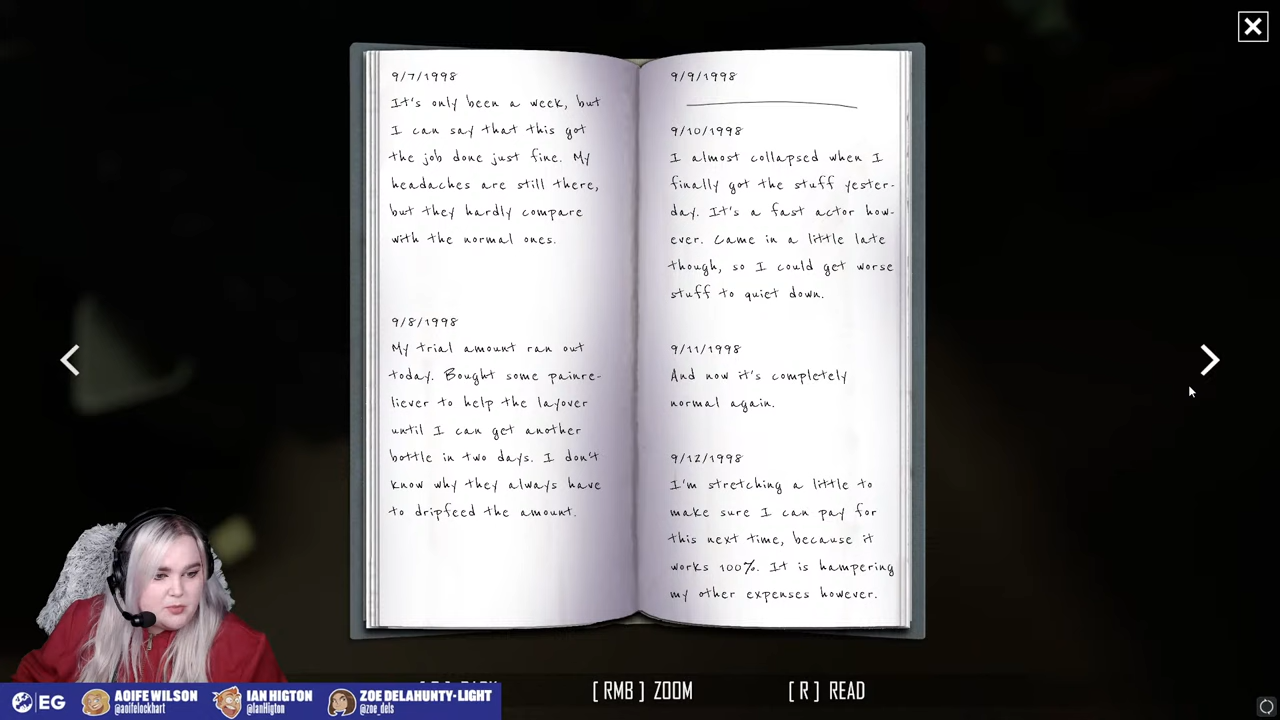 9/7/1998
It's only been a week, but
I can say that this got
the job done just fine. My
headaches are still there,
but they hardly compare
with the normal ones.
9/8/1998
My trial amount ran out
today. Bought some painre-
liever to help the layover
until I can get another
bottle in two days. I don't
know why they always have
to dripfeed the amount.
9/9/1998
9/10/1998
I almost collapsed when I
finally got the stuff yester-
day. It's a fast actor how-
ever. Came in a little late
though, so I could get worse
stuff to quiet down.
9/11/1998
And now it's completely
normal again.
9/12/1998
I'm stretching a little to
make sure I can pay for
this next time, because it
works 100%. It is hampering
my other expenses however.
[ RMB ] ZOOM
[ R ] READ
EG
AOIFE WILSON
@aoifelockhart
IAN HIGTON
@IanHigton
ZOE DELAHUNTY-LIGHT
@zoe_dels